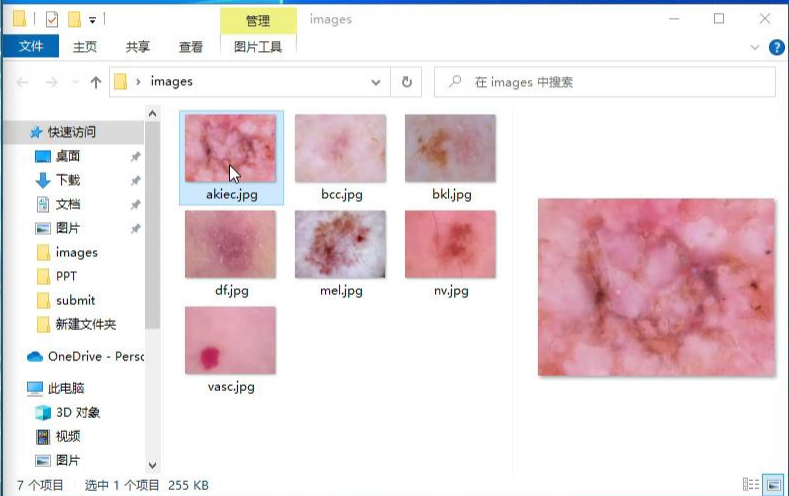 管理
images
文件
主页
共享
查看
图片工具
images
在 images 中搜索
快速访问
桌面
下载
文档
图片
images
PPT
submit
新建文件夹
OneDrive - Perso
此电脑
3D 对象
视频
图片
akiec.jpg
bcc.jpg
bkl.jpg
df.jpg
mel.jpg
nv.jpg
vasc.jpg
7 个项目
选中 1 个项目 255 KB